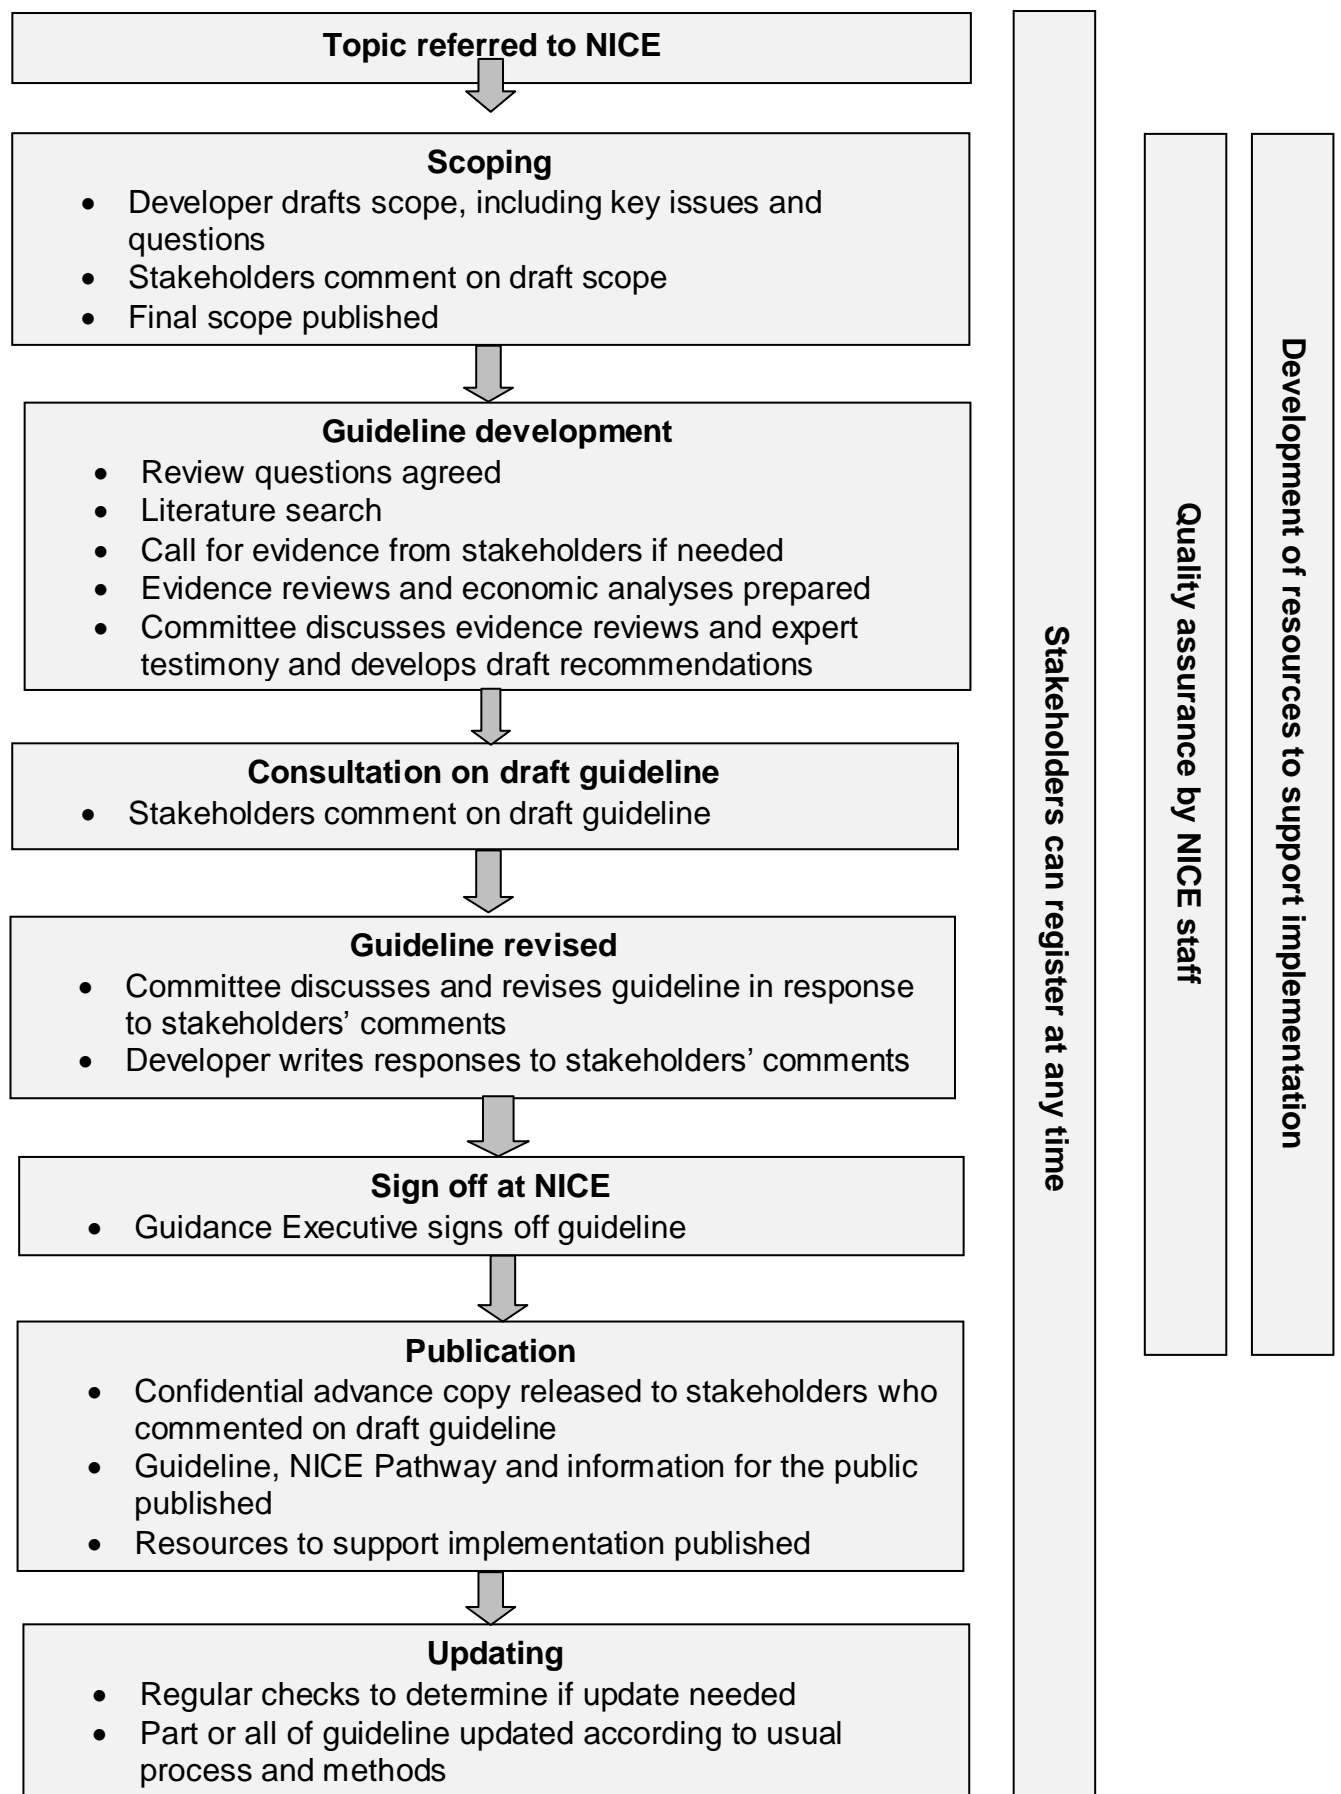 Topic referred to NICE
Scoping
• Developer drafts scope, including key issues and
questions
• Stakeholders comment on draft scope
• Final scope published
Guideline development
• Review questions agreed
• Literature search
• Call for evidence from stakeholders if needed
• Evidence reviews and economic analyses prepared
• Committee discusses evidence reviews and expert
testimony and develops draft recommendations
Consultation on draft guideline
• Stakeholders comment on draft guideline
Guideline revised
• Committee discusses and revises guideline in response
to stakeholders’ comments
• Developer writes responses to stakeholders’ comments
Sign off at NICE
• Guidance Executive signs off guideline
Publication
• Confidential advance copy released to stakeholders who
commented on draft guideline
• Guideline, NICE Pathway and information for the public
published
• Resources to support implementation published
Updating
• Regular checks to determine if update needed
• Part or all of guideline updated according to usual
process and methods
Stakeholders can register at any time
Quality assurance by NICE staff
Development of resources to support implementation